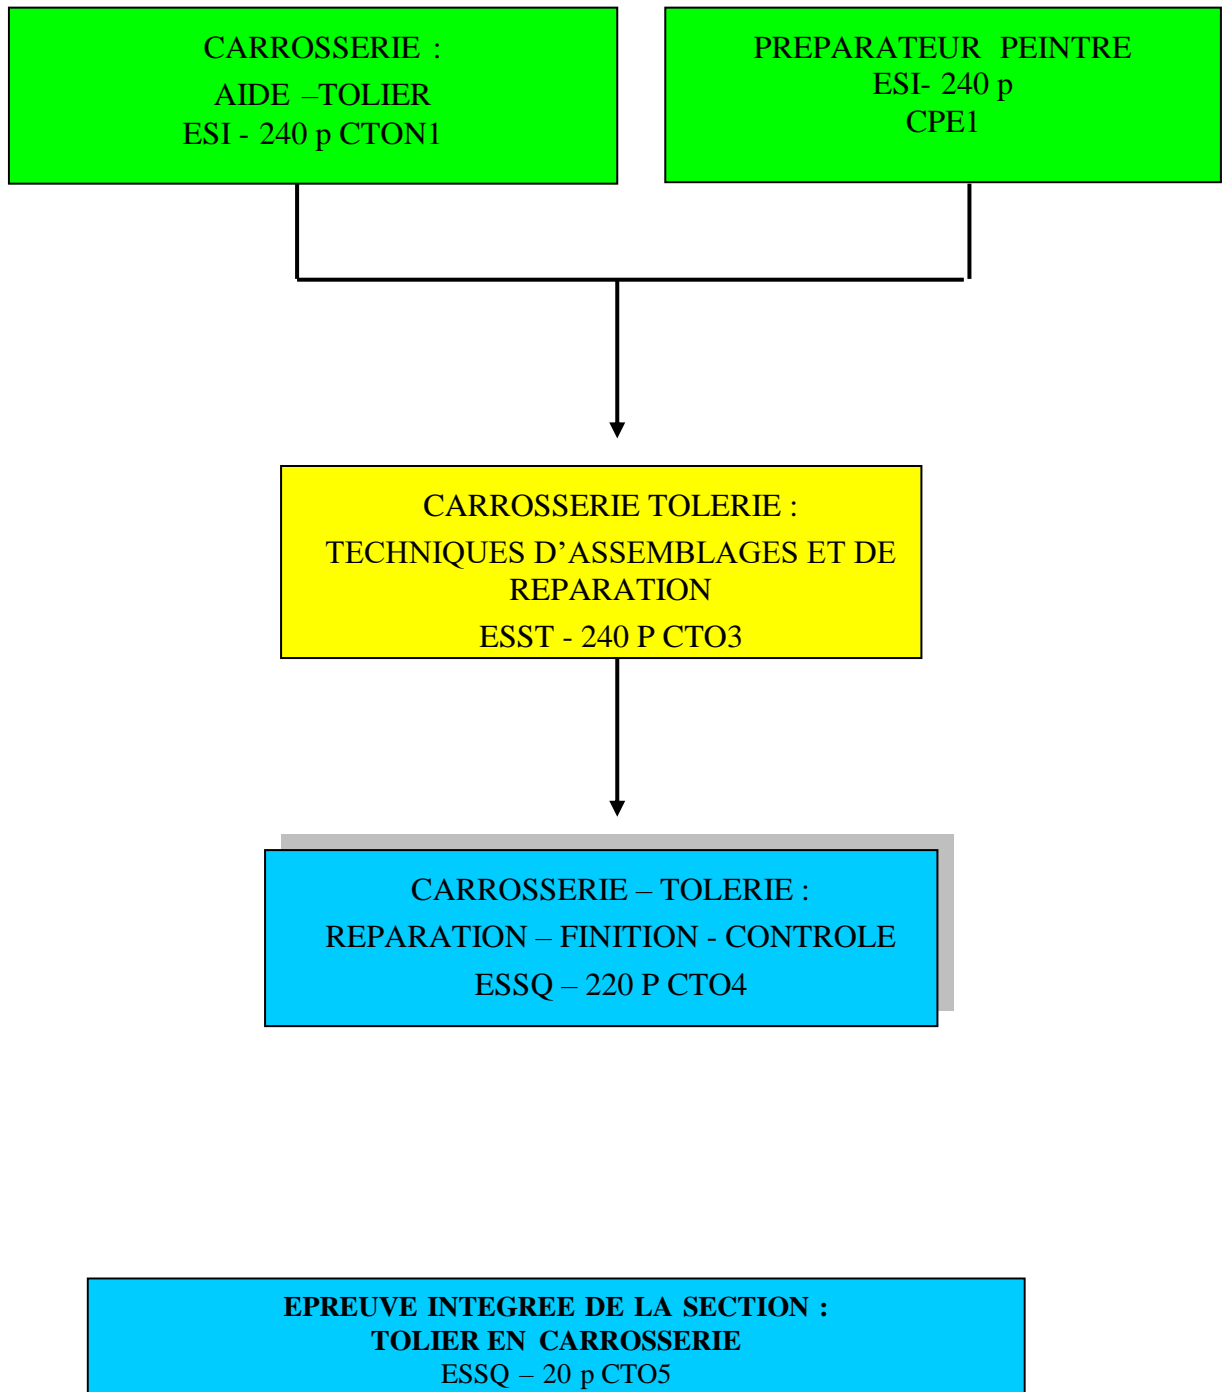 CARROSSERIE :
AIDE –TOLIER
ESI - 240 p CTON1
PREPARATEUR PEINTRE
ESI- 240 p
CPE1
CARROSSERIE TOLERIE :
TECHNIQUES D’ASSEMBLAGES ET DE
REPARATION
ESST - 240 P CTO3
CARROSSERIE – TOLERIE :
REPARATION – FINITION - CONTROLE
ESSQ – 220 P CTO4
EPREUVE INTEGREE DE LA SECTION :
TOLIER EN CARROSSERIE
ESSQ – 20 p CTO5